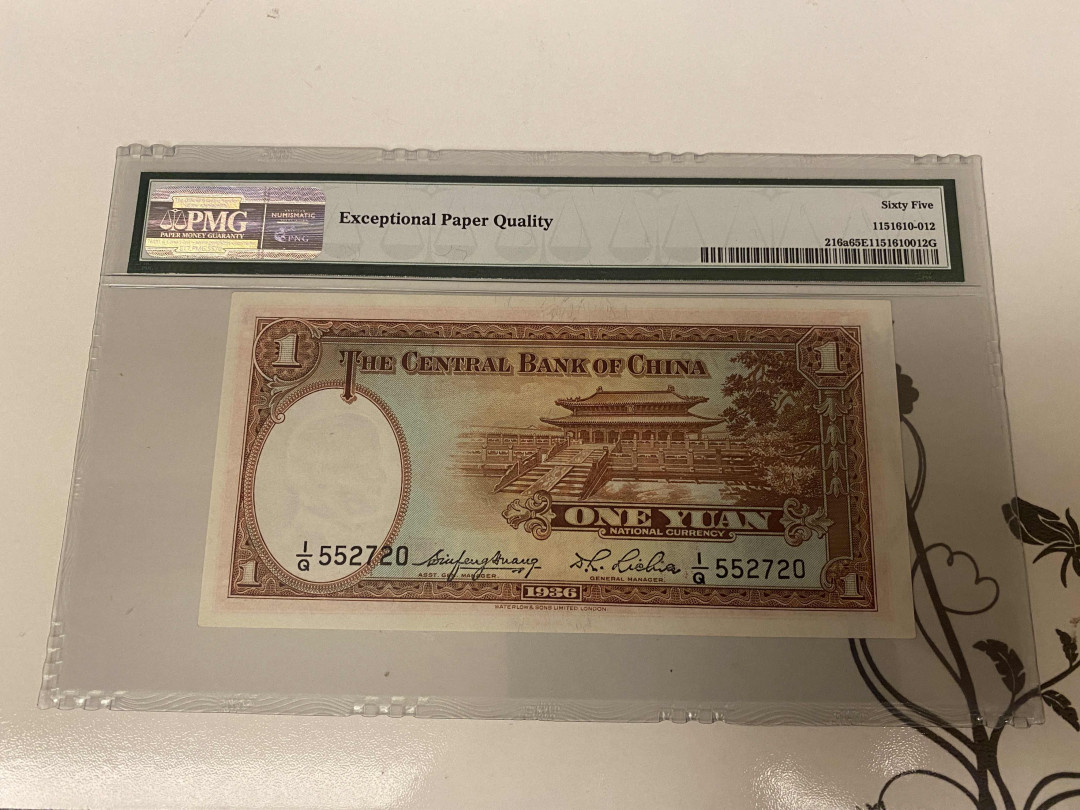 PMG
PAPER MONEY GUARANTY
NUMISMATIC
PNG
Exceptional Paper Quality
Sixty Five
1151610-012
216a65E1151610012G
1
THE CENTRAL BANK OF CHINA
1
ONE YUAN
NATIONAL CURRENCY
I/Q 552720
ASST. GEN. MANAGER.
GENERAL MANAGER.
I/Q 552720
1
1936
1
WATERLOW & SONS LIMITED, LONDON